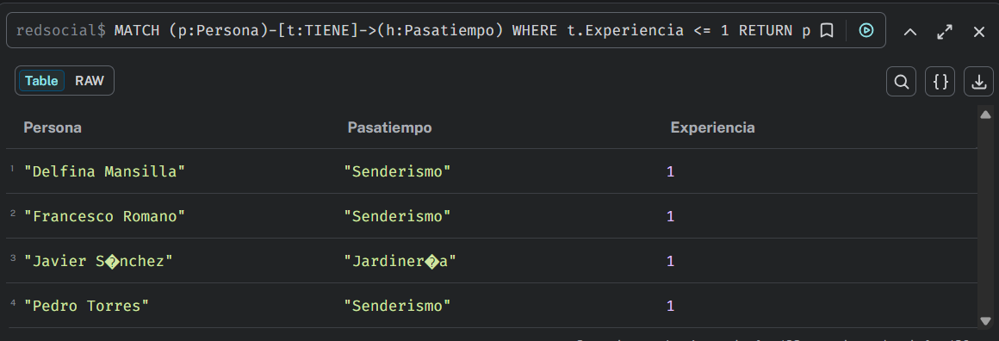 redsocial$ MATCH (p:Persona)-[t:TIENE]->(h:Pasatiempo) WHERE t.Experiencia <= 1 RETURN p
Table RAW
Persona Pasatiempo Experiencia
1 "Delfina Mansilla" "Senderismo" 1
2 "Francesco Romano" "Senderismo" 1
3 "Javier S�nchez" "Jardiner�a" 1
4 "Pedro Torres" "Senderismo" 1